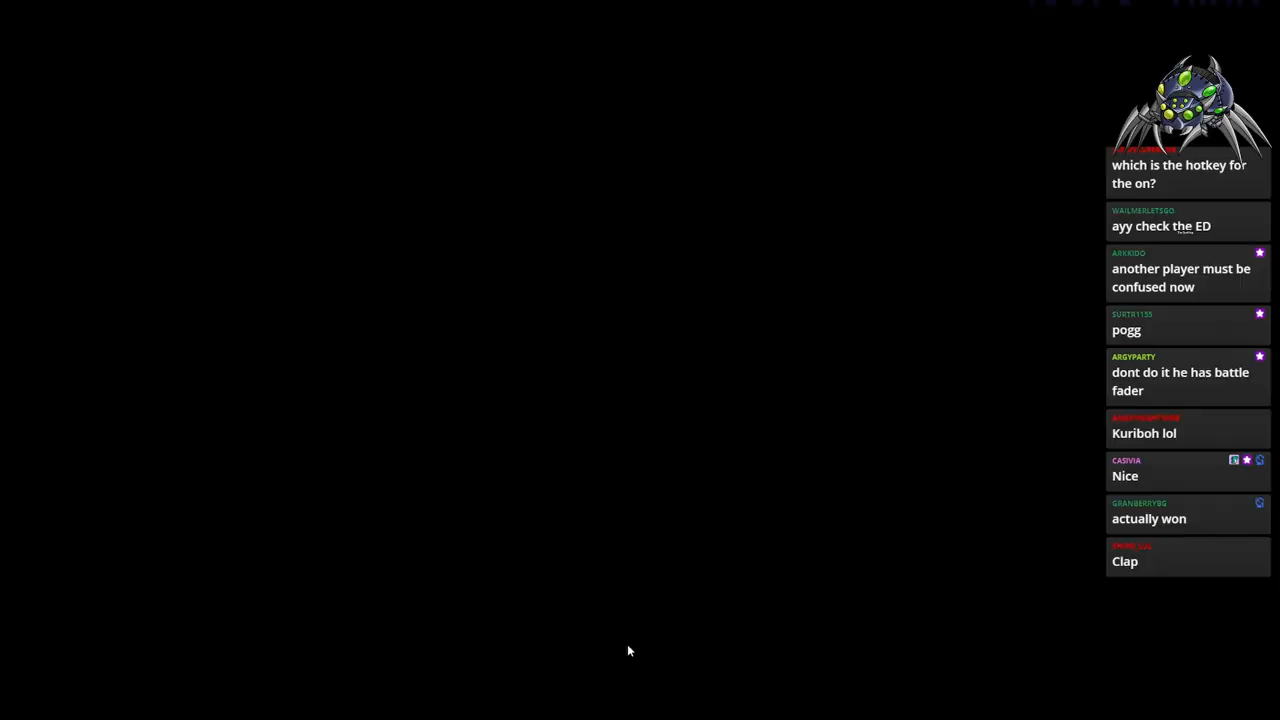 which is the hotkey for
the on?
WAILMERLETSGO
ayy check the ED
ARKKIDO
another player must be
confused now
SURTR1155
pogg
ARGYPARTY
dont do it he has battle
fader
Kuriboh lol
CASIVIA
Nice
GRANBERRYBG
actually won
Clap